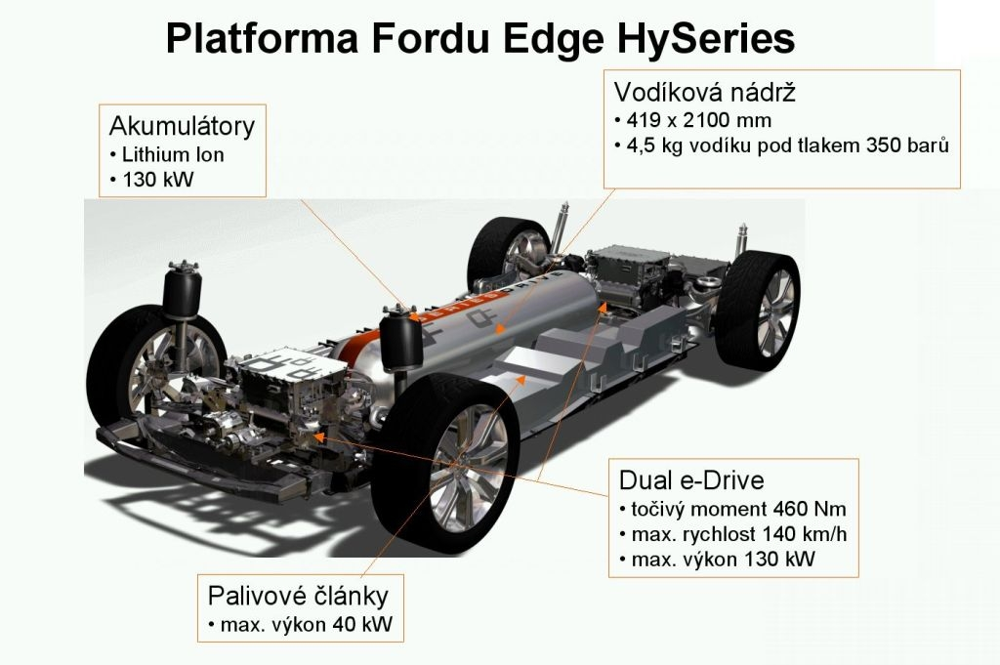 Platforma Fordu Edge HySeries
Akumulátory
• Lithium Ion
• 130 kW
Vodíková nádrž
• 419 x 2100 mm
• 4,5 kg vodíku pod tlakem 350 barů
DRIVE
Dual e-Drive
• točivý moment 460 Nm
• max. rychlost 140 km/h
• max. výkon 130 kW
Palivové články
• max. výkon 40 kW